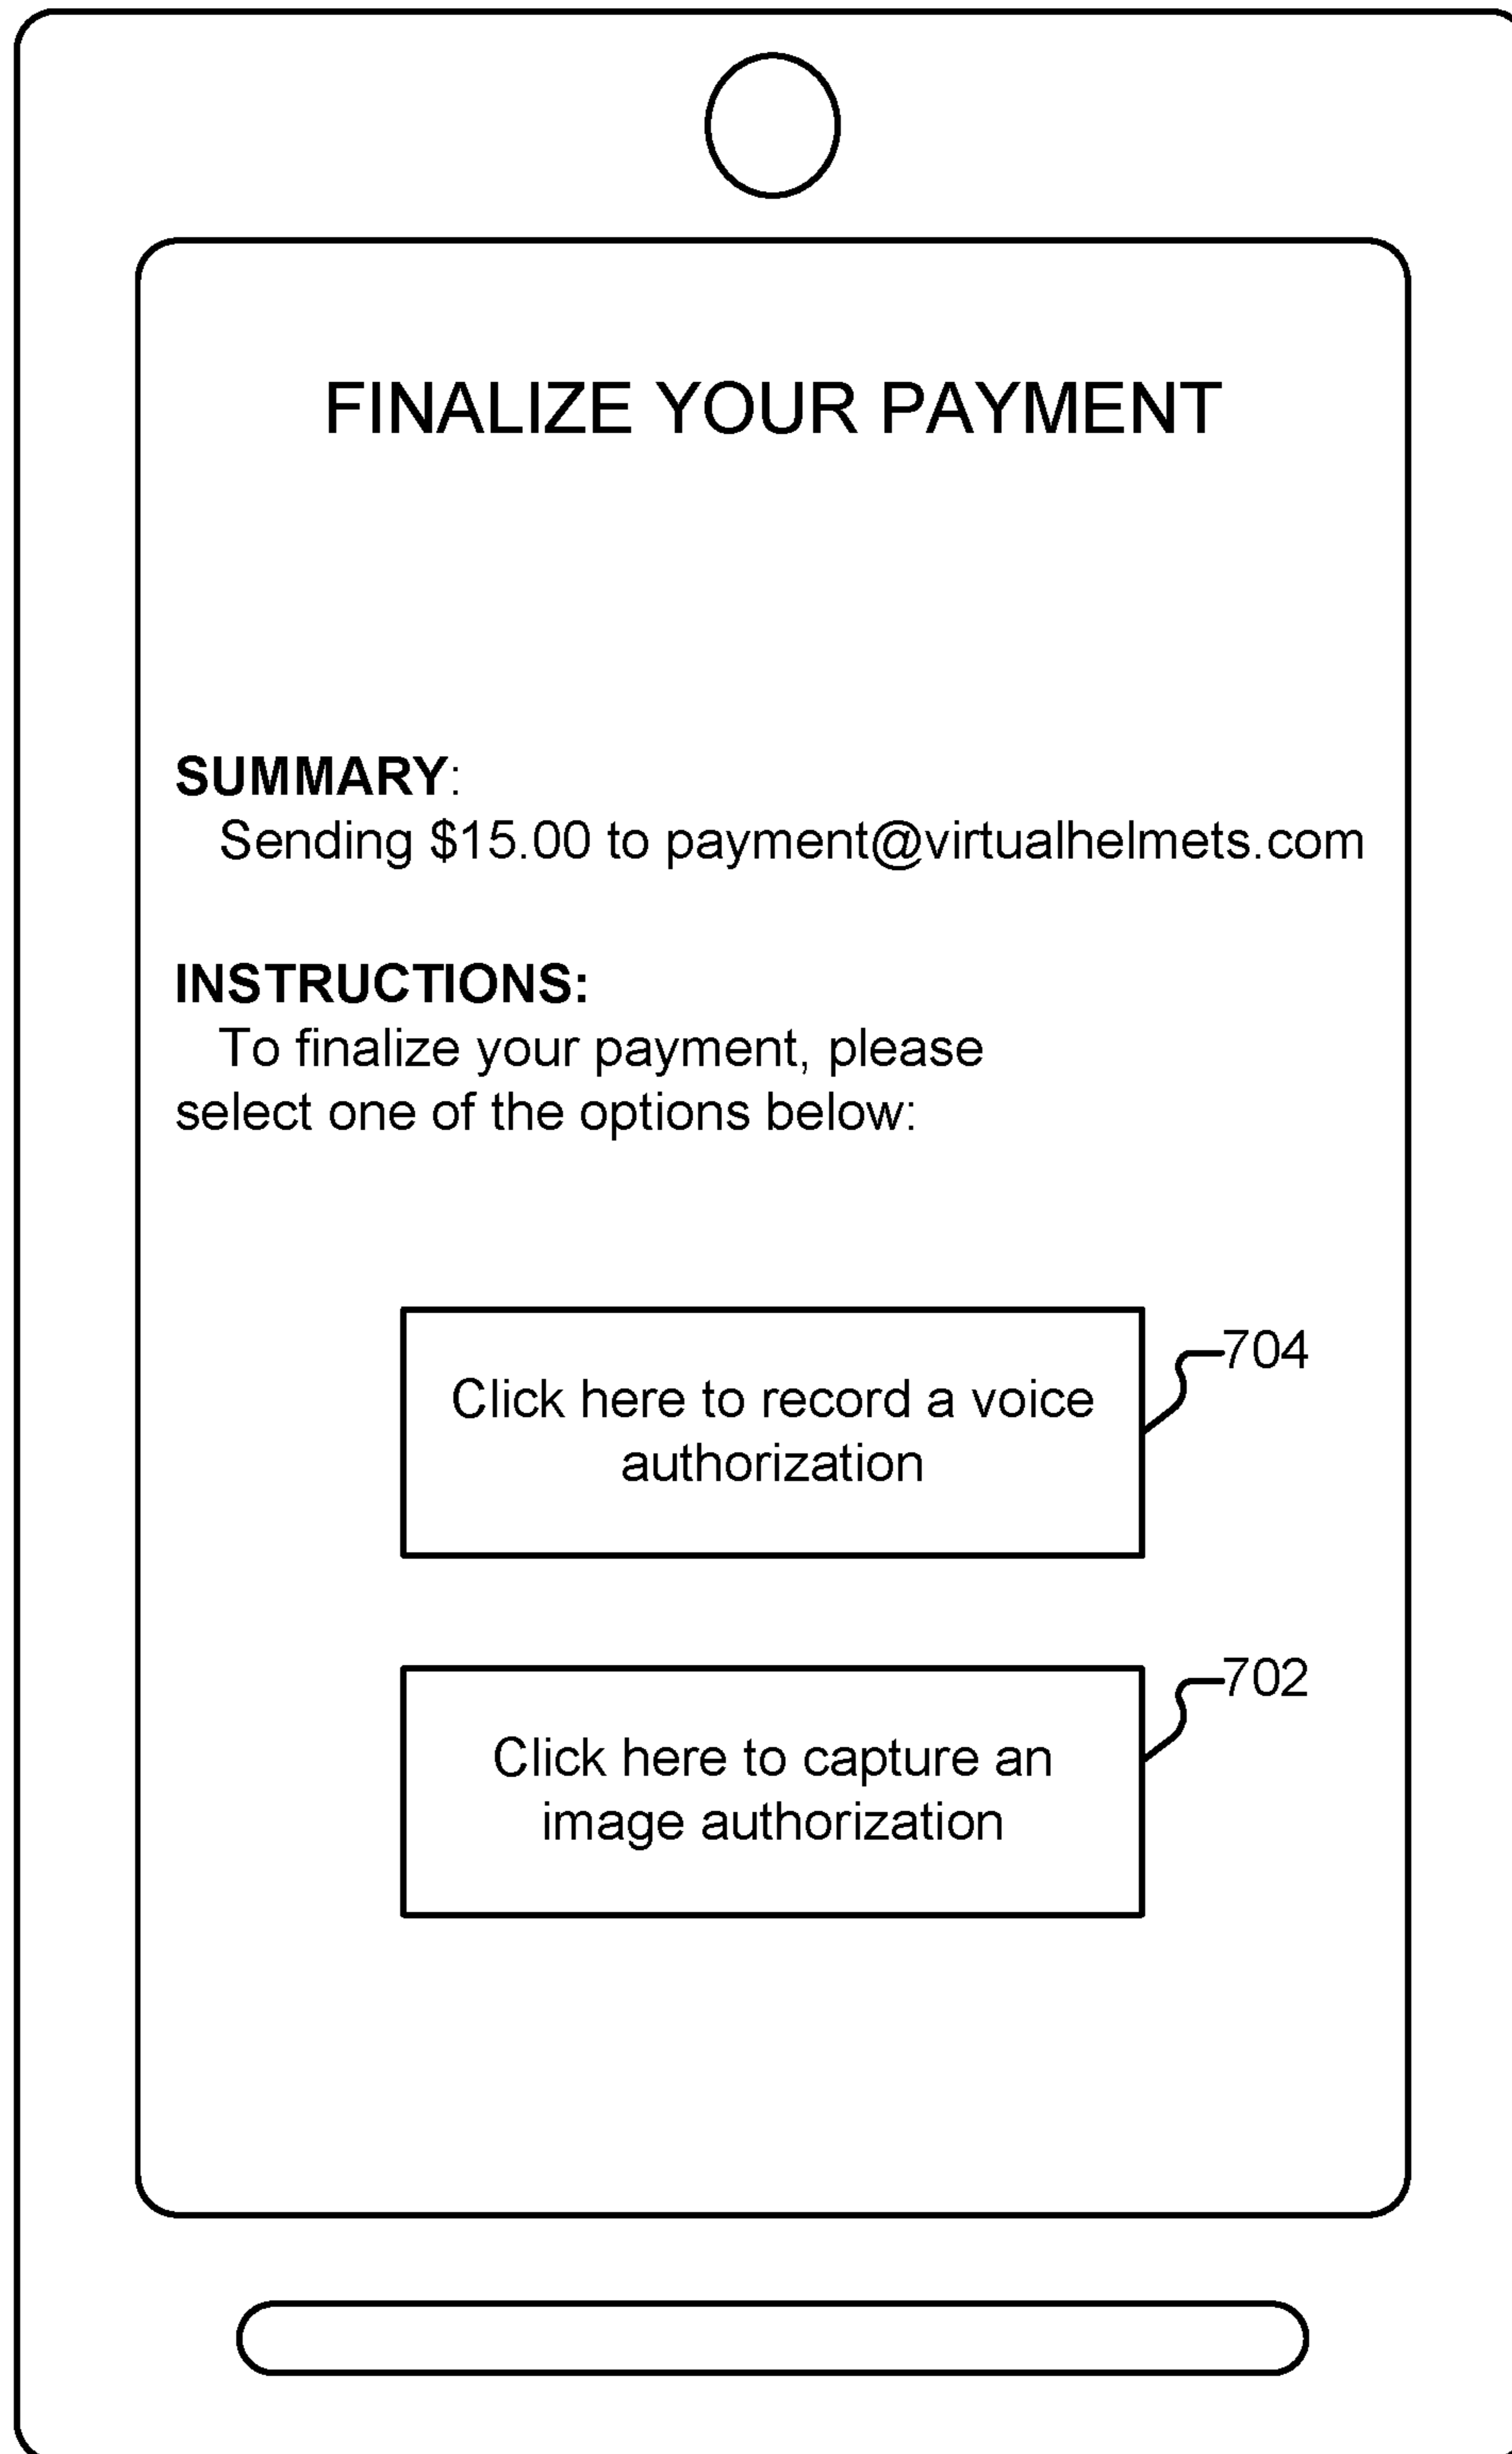 FINALIZE YOUR PAYMENT
SUMMARY:
Sending $15.00 to payment@virtualhelmets.com
INSTRUCTIONS:
To finalize your payment, please
select one of the options below:
704
Click here to record a voice
authorization
702
Click here to capture an
image authorization